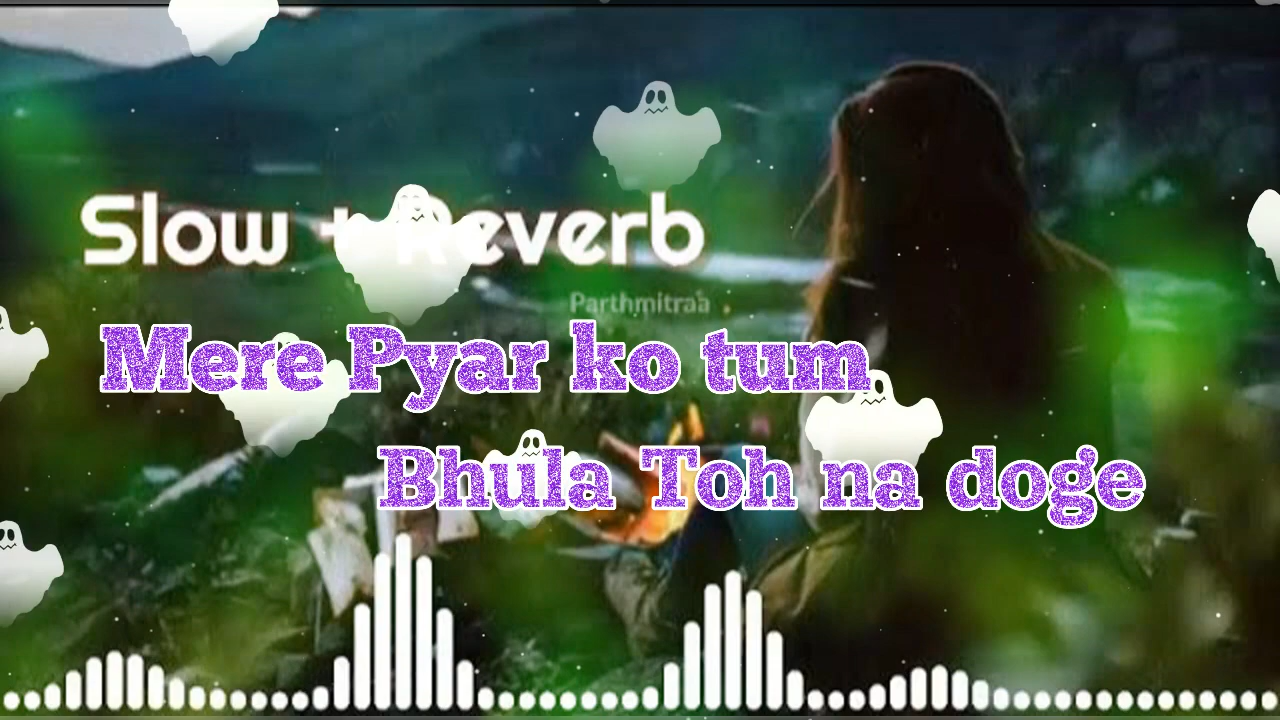 Slow + Reverb
Parthmitraa
Mere Pyar ko tum
Bhula Toh na doge